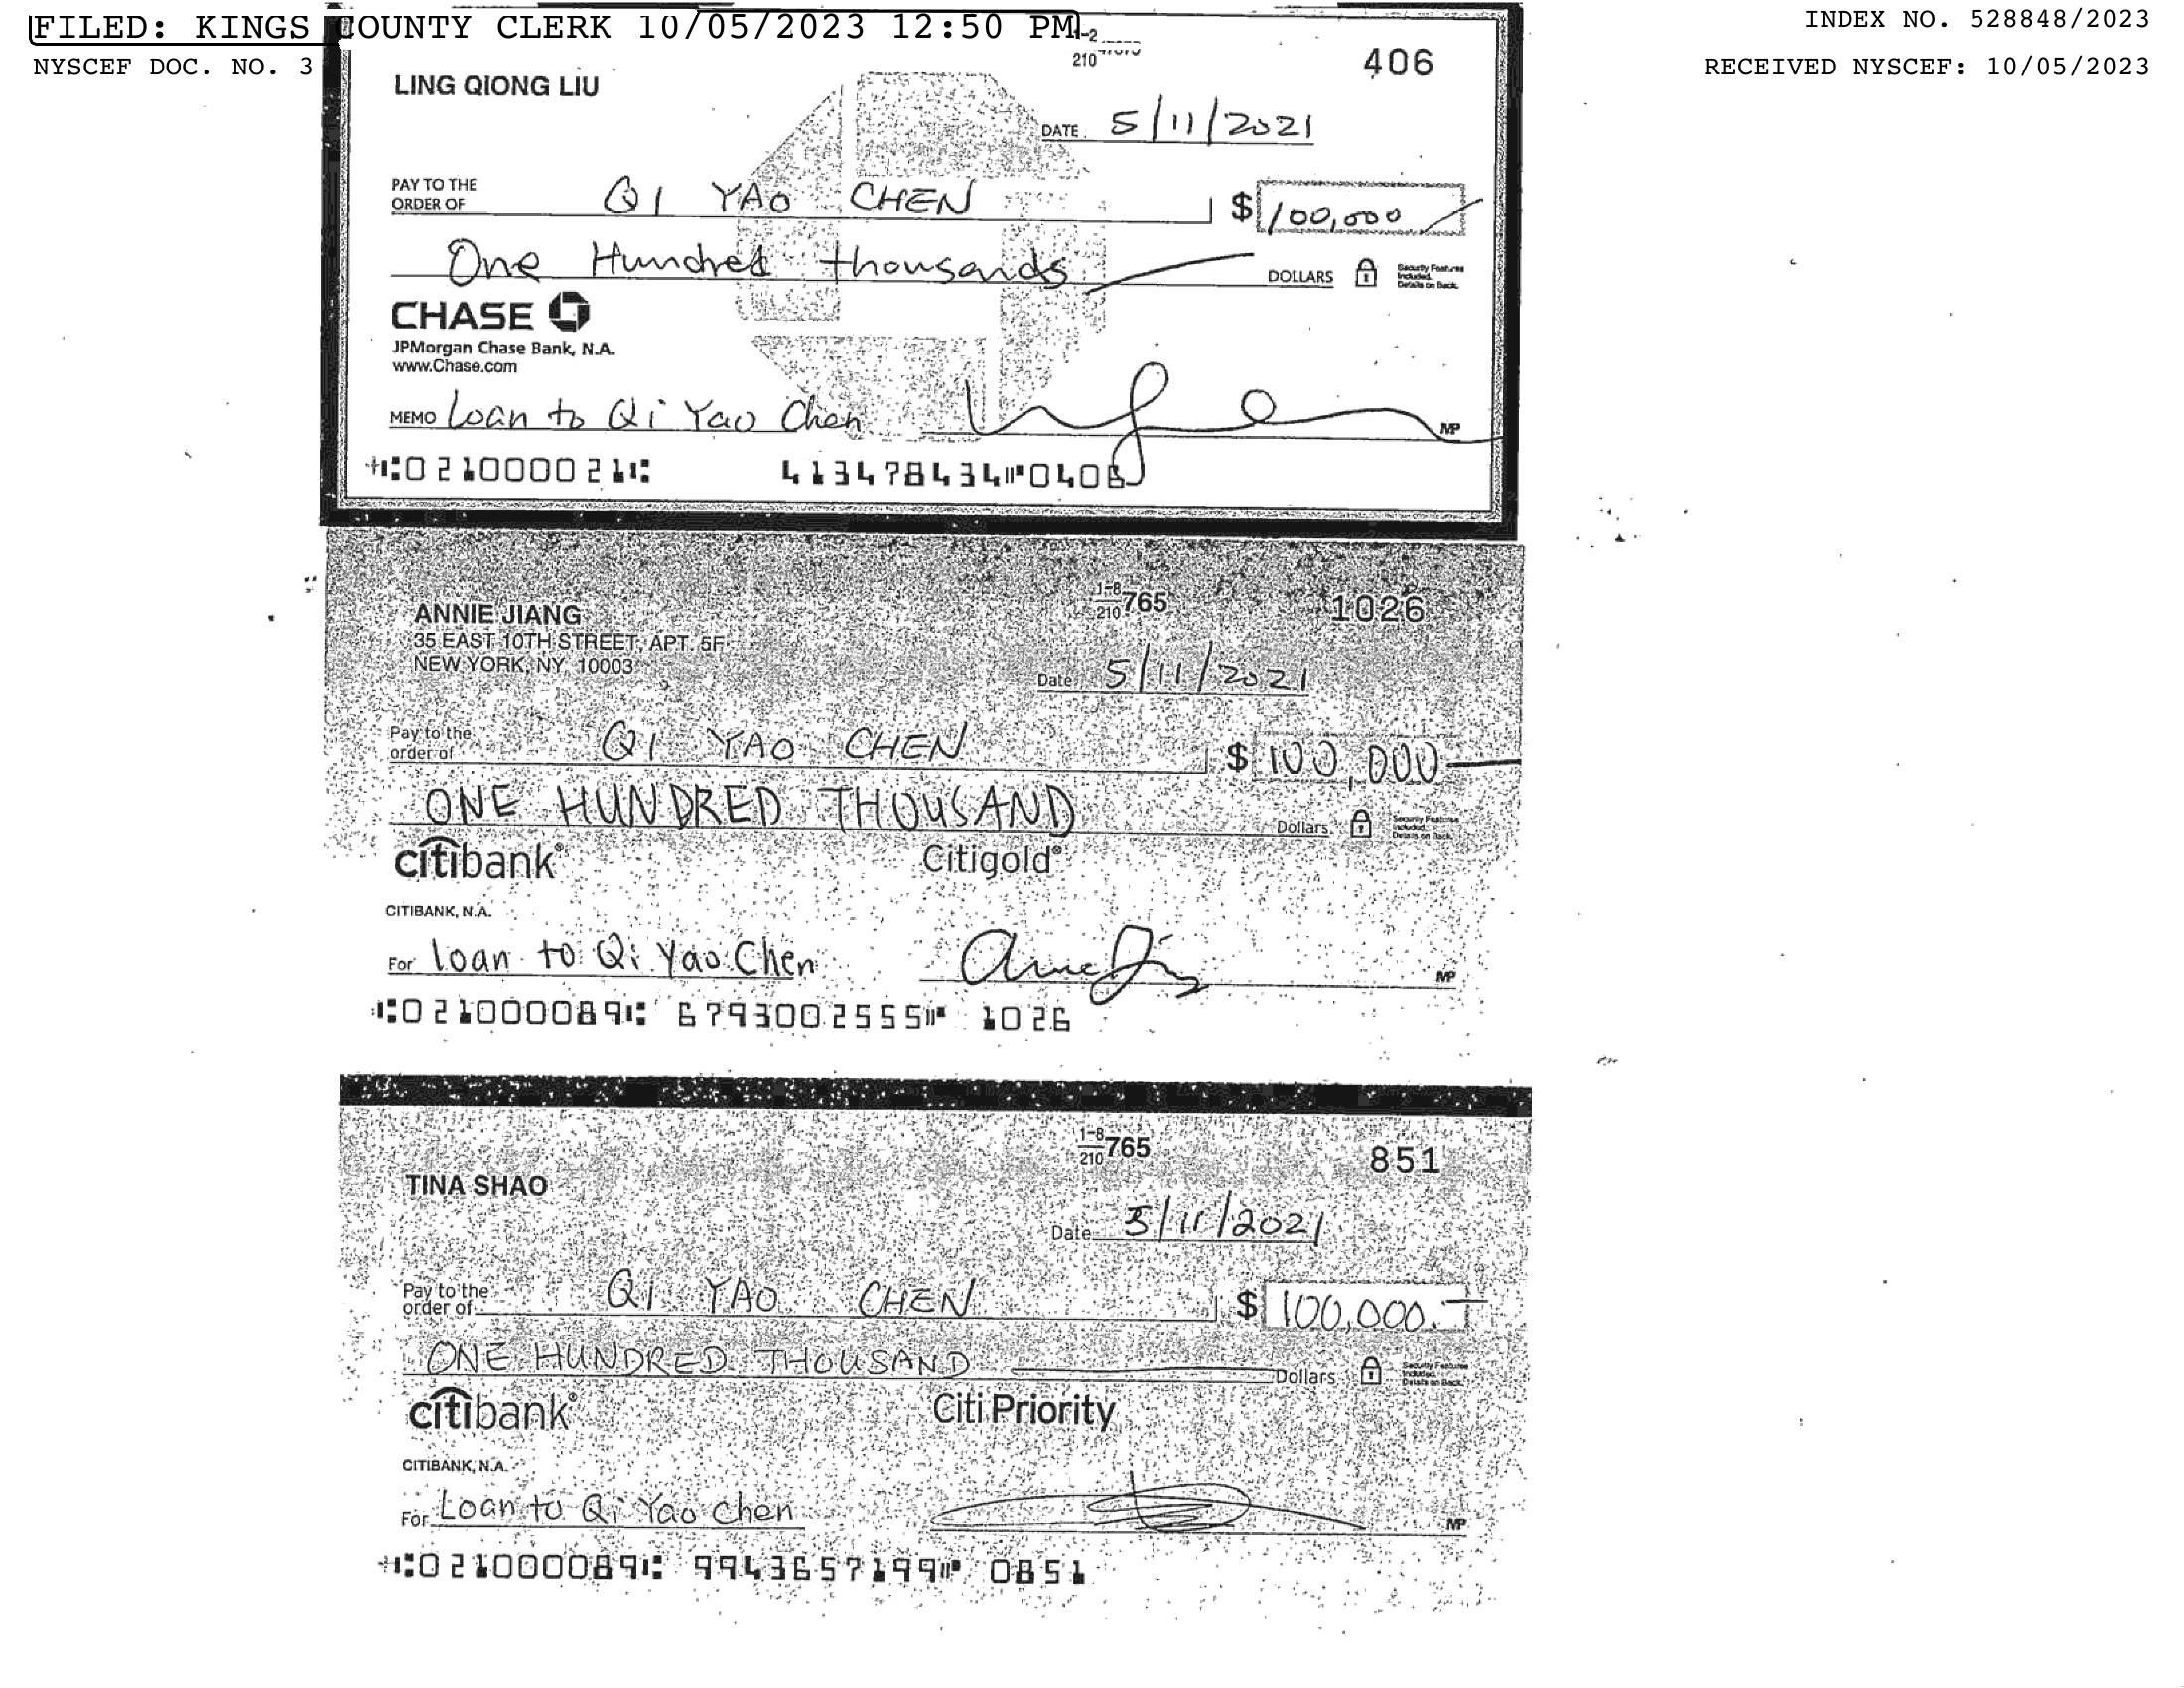 FILED: KINGS COUNTY CLERK 10/05/2023 12:50 PM
INDEX NO. 528848/2023
NYSCEF DOC. NO. 3
RECEIVED NYSCEF: 10/05/2023
406
210
LING QIONG LIU
DATE 5/11/2021
PAY TO THE
ORDER OF QI YAO CHEN $ 100,000
One Hundred thousands DOLLARS
Security Features
Included.
Details on Back.
CHASE
JPMorgan Chase Bank, N.A.
www.Chase.com
MEMO Loan to Qi Yao Chen
MP
021000021 413478434 0406
1-8
210 765
1026
ANNIE JIANG
35 EAST 10TH STREET, APT. 5F
NEW YORK, NY 10003
Date 5/11/2021
Pay to the
order of QI YAO CHEN $ 100,000
ONE HUNDRED THOUSAND Dollars
Security Features
Included.
Details on Back.
citibank® Citigold®
CITIBANK, N.A.
For loan to Qi Yao Chen
MP
021000089 6793002555 1026
1-8
210 765
851
TINA SHAO
Date 5/11/2021
Pay to the
order of QI YAO CHEN $ 100,000.
ONE HUNDRED THOUSAND Dollars
Security Features
Included.
Details on Back.
citibank® Citi Priority
CITIBANK, N.A.
For Loan to Qi Yao Chen
MP
021000089 9943657199 0851